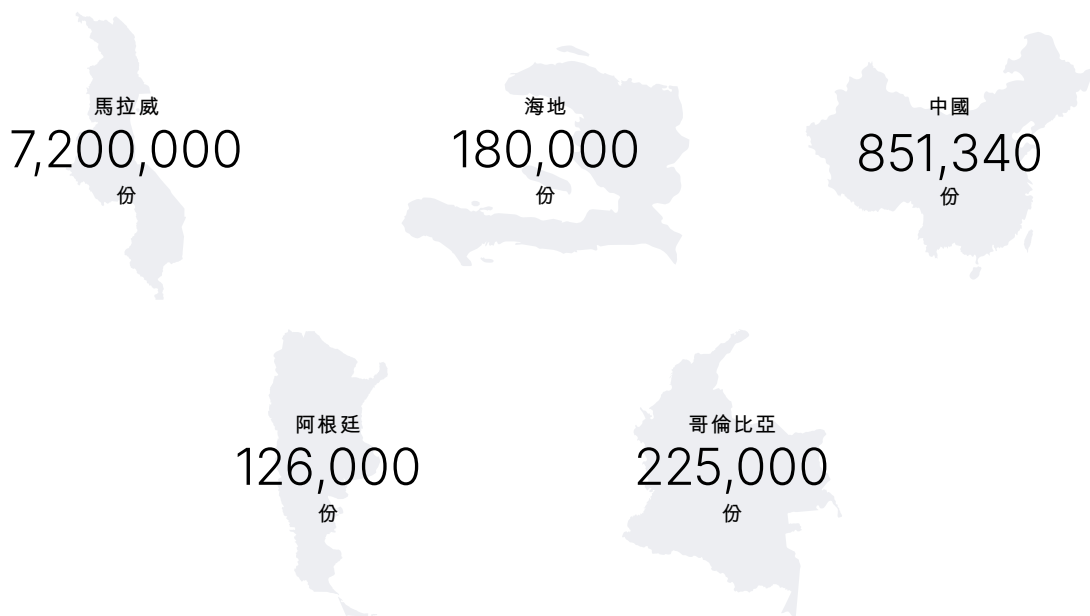 馬拉威
7,200,000
份
海地
180,000
份
中國
851,340
份
阿根廷
126,000
份
哥倫比亞
225,000
份